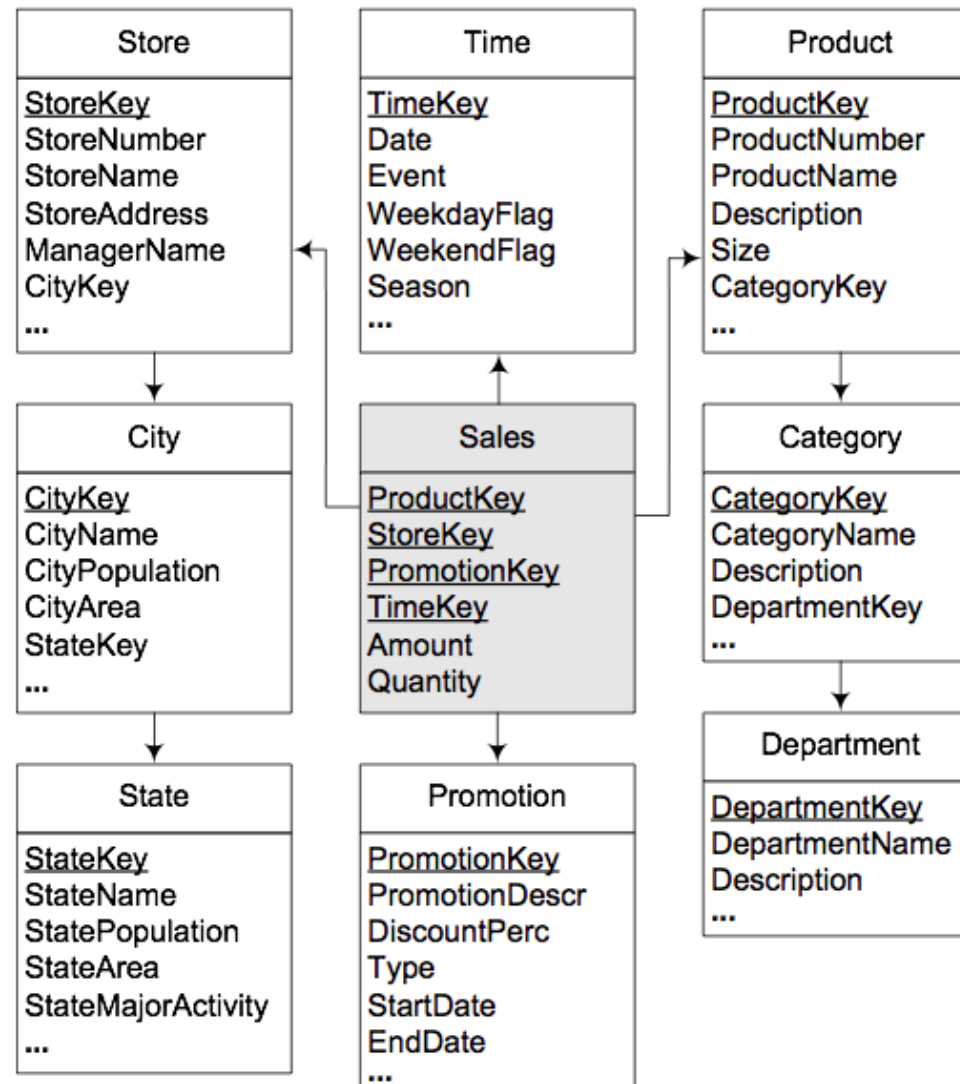 Store
StoreKey
StoreNumber
StoreName
StoreAddress
ManagerName
CityKey
...
Time
TimeKey
Date
Event
WeekdayFlag
WeekendFlag
Season
...
Product
ProductKey
ProductNumber
ProductName
Description
Size
CategoryKey
...
City
CityKey
CityName
CityPopulation
CityArea
StateKey
...
Sales
ProductKey
StoreKey
PromotionKey
TimeKey
Amount
Quantity
Category
CategoryKey
CategoryName
Description
DepartmentKey
...
State
StateKey
StateName
StatePopulation
StateArea
StateMajorActivity
...
Promotion
PromotionKey
PromotionDescr
DiscountPerc
Type
StartDate
EndDate
...
Department
DepartmentKey
DepartmentName
Description
...